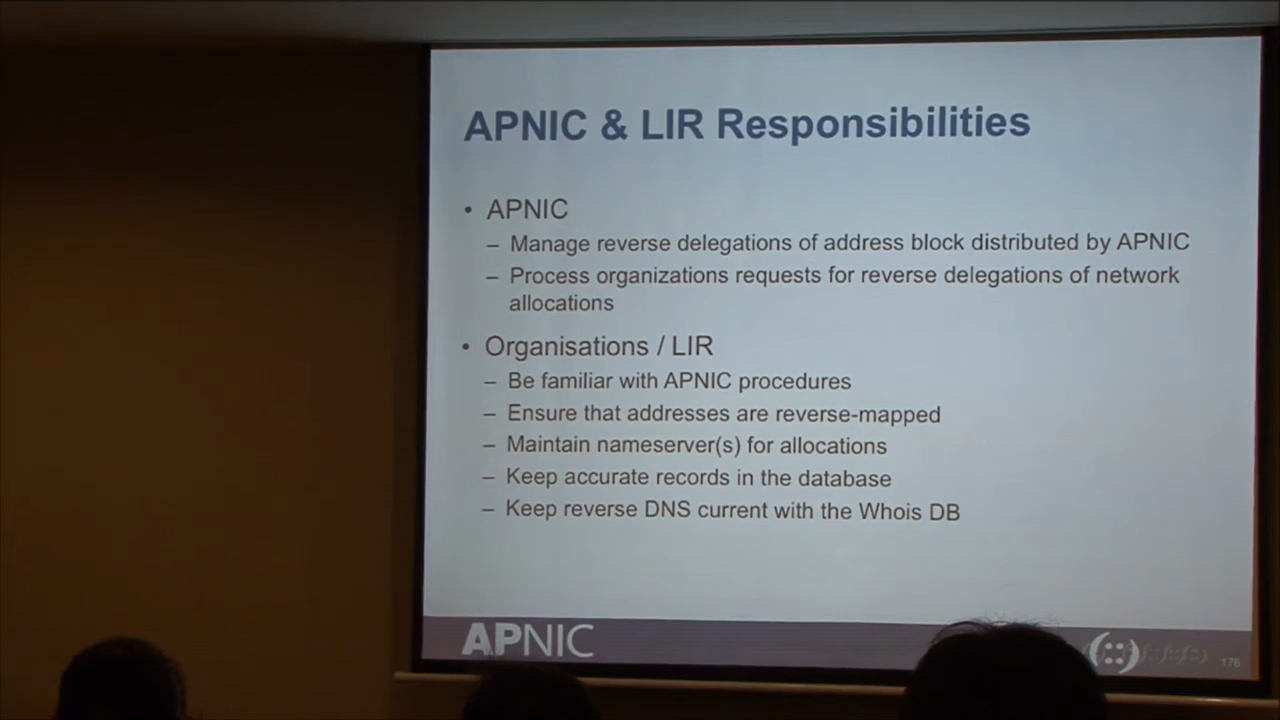 APNIC & LIR Responsibilities
• APNIC
– Manage reverse delegations of address block distributed by APNIC
– Process organizations requests for reverse delegations of network
allocations
• Organisations / LIR
– Be familiar with APNIC procedures
– Ensure that addresses are reverse-mapped
– Maintain nameserver(s) for allocations
– Keep accurate records in the database
– Keep reverse DNS current with the Whois DB
APNIC
176